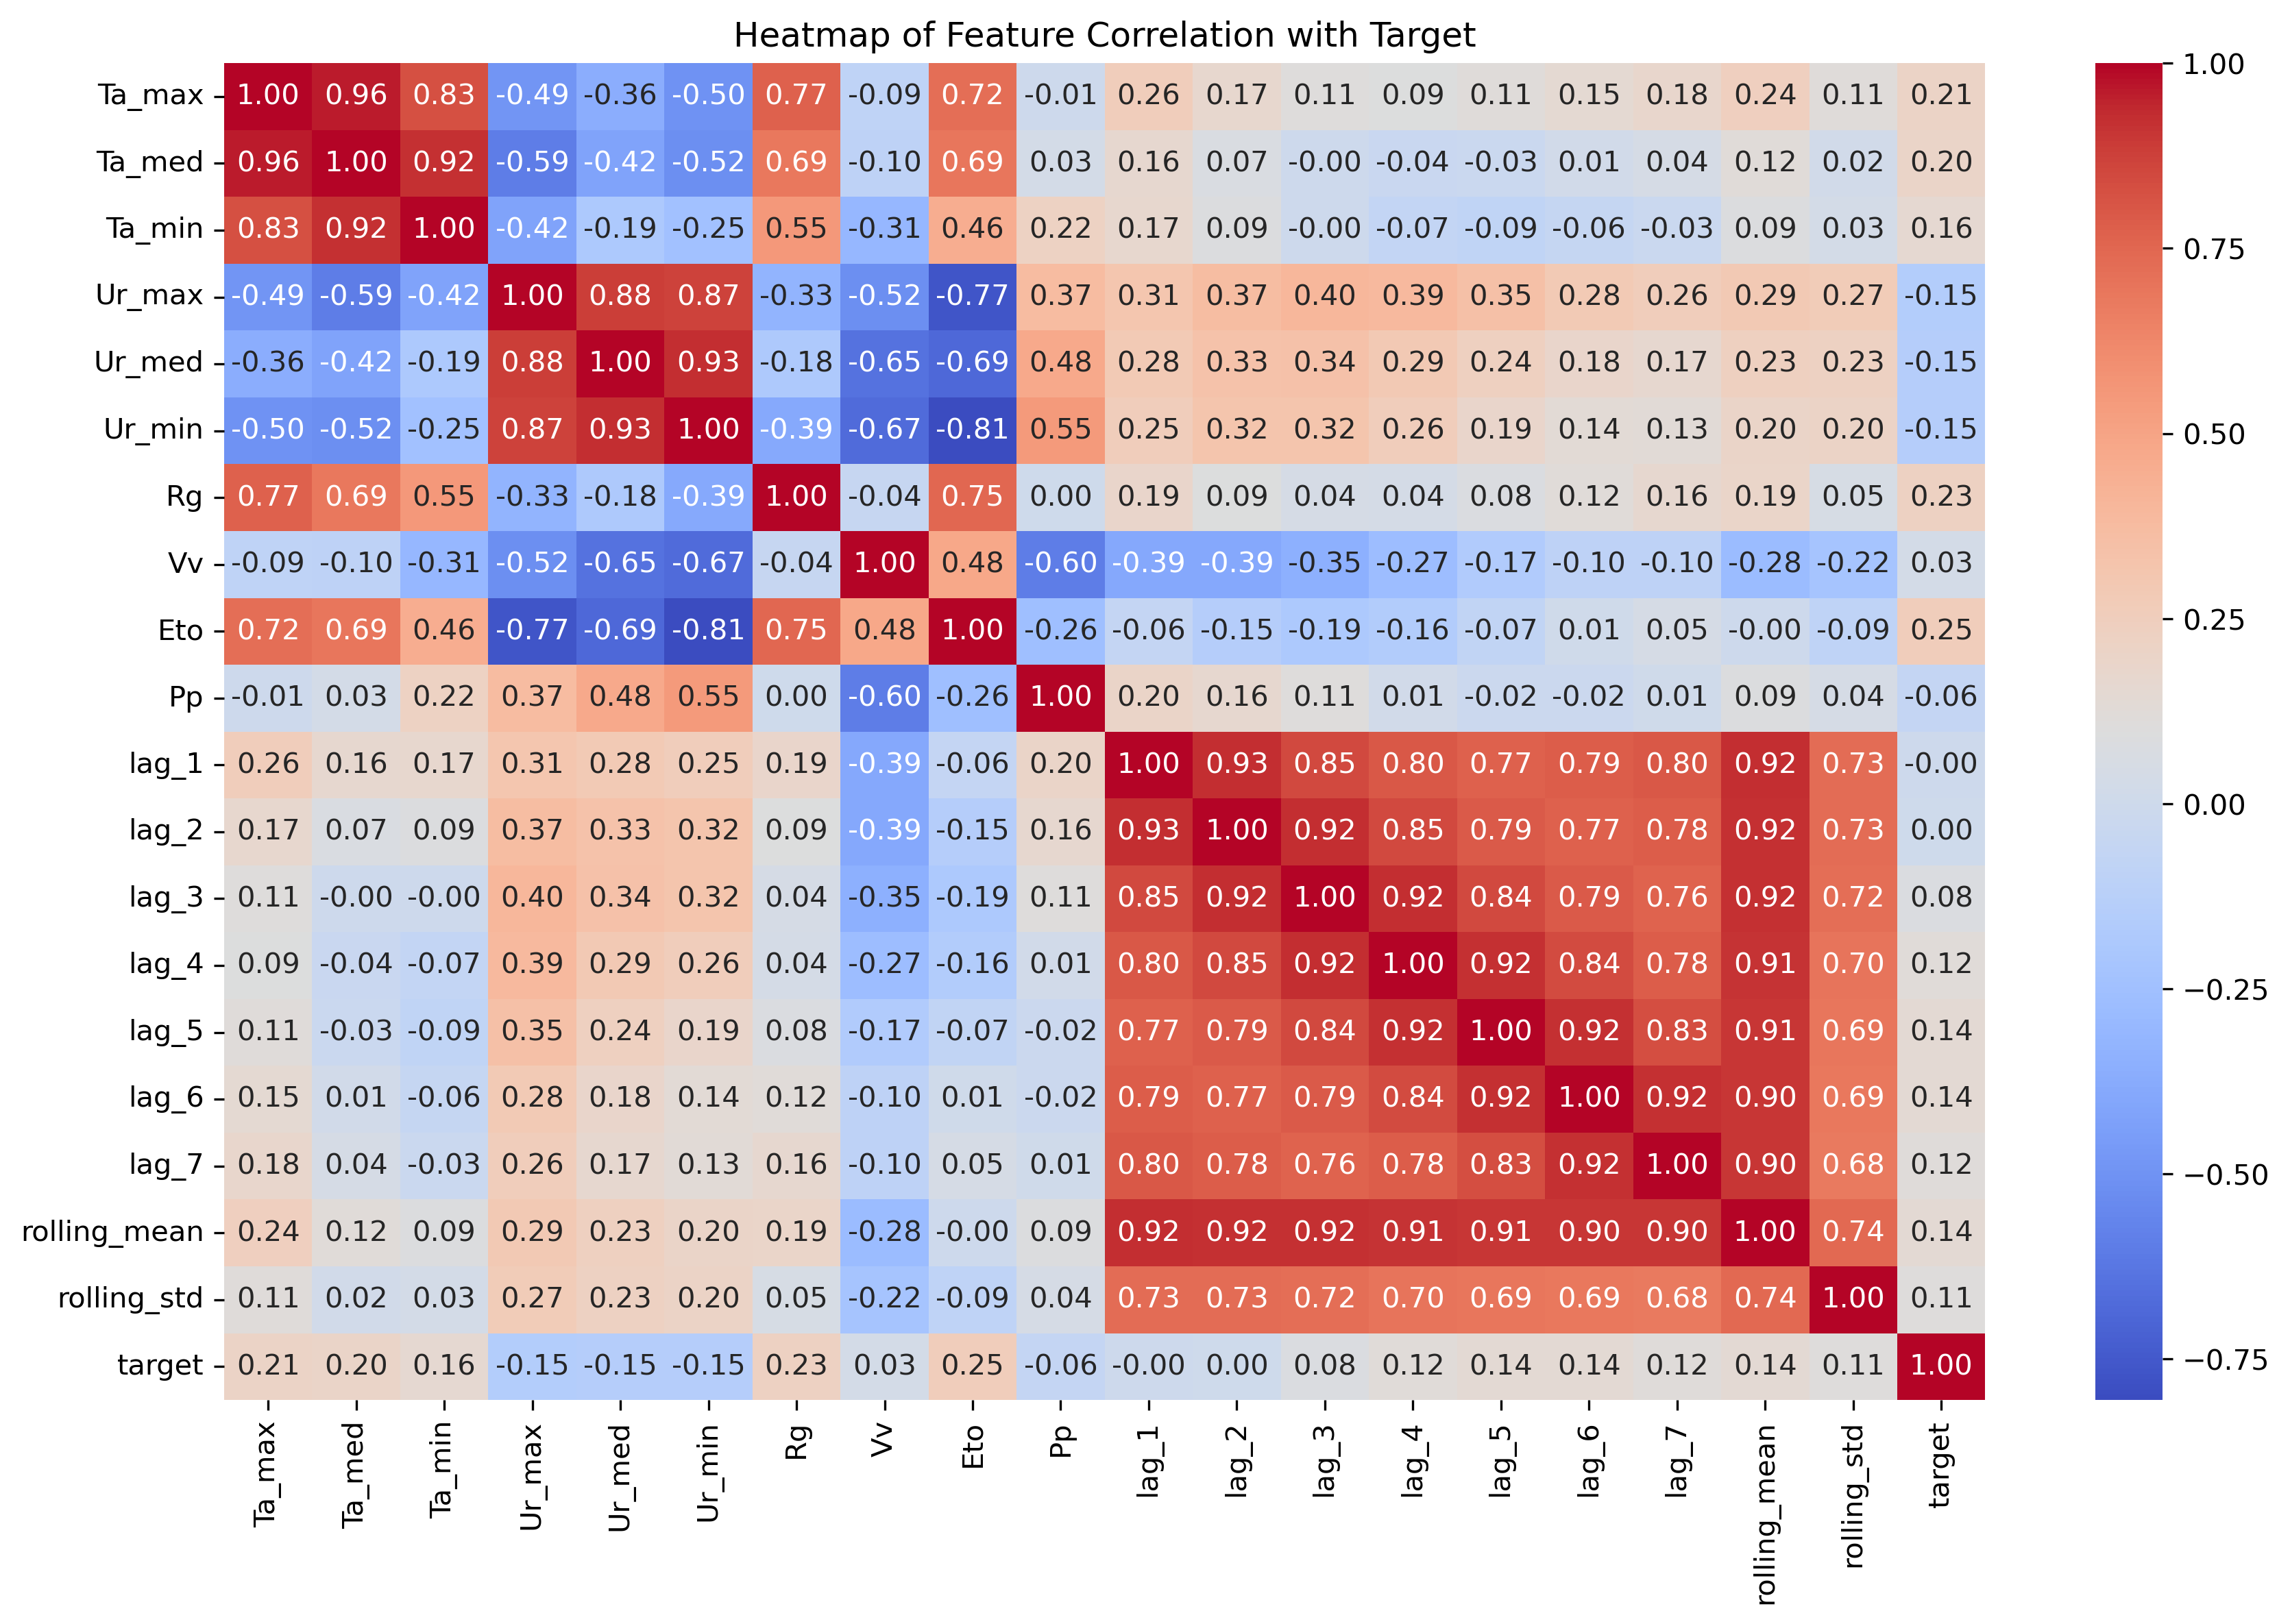 Heatmap of Feature Correlation with Target
Ta_max 1.00 0.96 0.83 -0.49 -0.36 -0.50 0.77 -0.09 0.72 -0.01 0.26 0.17 0.11 0.09 0.11 0.15 0.18 0.24 0.11 0.21
Ta_med 0.96 1.00 0.92 -0.59 -0.42 -0.52 0.69 -0.10 0.69 0.03 0.16 0.07 -0.00 -0.04 -0.03 0.01 0.04 0.12 0.02 0.20
Ta_min 0.83 0.92 1.00 -0.42 -0.19 -0.25 0.55 -0.31 0.46 0.22 0.17 0.09 -0.00 -0.07 -0.09 -0.06 -0.03 0.09 0.03 0.16
Ur_max -0.49 -0.59 -0.42 1.00 0.88 0.87 -0.33 -0.52 -0.77 0.37 0.31 0.37 0.40 0.39 0.35 0.28 0.26 0.29 0.27 -0.15
Ur_med -0.36 -0.42 -0.19 0.88 1.00 0.93 -0.18 -0.65 -0.69 0.48 0.28 0.33 0.34 0.29 0.24 0.18 0.17 0.23 0.23 -0.15
Ur_min -0.50 -0.52 -0.25 0.87 0.93 1.00 -0.39 -0.67 -0.81 0.55 0.25 0.32 0.32 0.26 0.19 0.14 0.13 0.20 0.20 -0.15
Rg 0.77 0.69 0.55 -0.33 -0.18 -0.39 1.00 -0.04 0.75 0.00 0.19 0.09 0.04 0.04 0.08 0.12 0.16 0.19 0.05 0.23
Vv -0.09 -0.10 -0.31 -0.52 -0.65 -0.67 -0.04 1.00 0.48 -0.60 -0.39 -0.39 -0.35 -0.27 -0.17 -0.10 -0.10 -0.28 -0.22 0.03
Eto 0.72 0.69 0.46 -0.77 -0.69 -0.81 0.75 0.48 1.00 -0.26 -0.06 -0.15 -0.19 -0.16 -0.07 0.01 0.05 -0.00 -0.09 0.25
Pp -0.01 0.03 0.22 0.37 0.48 0.55 0.00 -0.60 -0.26 1.00 0.20 0.16 0.11 0.01 -0.02 -0.02 0.01 0.09 0.04 -0.06
lag_1 0.26 0.16 0.17 0.31 0.28 0.25 0.19 -0.39 -0.06 0.20 1.00 0.93 0.85 0.80 0.77 0.79 0.80 0.92 0.73 -0.00
lag_2 0.17 0.07 0.09 0.37 0.33 0.32 0.09 -0.39 -0.15 0.16 0.93 1.00 0.92 0.85 0.79 0.77 0.78 0.92 0.73 0.00
lag_3 0.11 -0.00 -0.00 0.40 0.34 0.32 0.04 -0.35 -0.19 0.11 0.85 0.92 1.00 0.92 0.84 0.79 0.76 0.92 0.72 0.08
lag_4 0.09 -0.04 -0.07 0.39 0.29 0.26 0.04 -0.27 -0.16 0.01 0.80 0.85 0.92 1.00 0.92 0.84 0.78 0.91 0.70 0.12
lag_5 0.11 -0.03 -0.09 0.35 0.24 0.19 0.08 -0.17 -0.07 -0.02 0.77 0.79 0.84 0.92 1.00 0.92 0.83 0.91 0.69 0.14
lag_6 0.15 0.01 -0.06 0.28 0.18 0.14 0.12 -0.10 0.01 -0.02 0.79 0.77 0.79 0.84 0.92 1.00 0.92 0.90 0.69 0.14
lag_7 0.18 0.04 -0.03 0.26 0.17 0.13 0.16 -0.10 0.05 0.01 0.80 0.78 0.76 0.78 0.83 0.92 1.00 0.90 0.68 0.12
rolling_mean 0.24 0.12 0.09 0.29 0.23 0.20 0.19 -0.28 -0.00 0.09 0.92 0.92 0.92 0.91 0.91 0.90 0.90 1.00 0.74 0.14
rolling_std 0.11 0.02 0.03 0.27 0.23 0.20 0.05 -0.22 -0.09 0.04 0.73 0.73 0.72 0.70 0.69 0.69 0.68 0.74 1.00 0.11
target 0.21 0.20 0.16 -0.15 -0.15 -0.15 0.23 0.03 0.25 -0.06 -0.00 0.00 0.08 0.12 0.14 0.14 0.12 0.14 0.11 1.00
Ta_max Ta_med Ta_min Ur_max Ur_med Ur_min Rg Vv Eto Pp lag_1 lag_2 lag_3 lag_4 lag_5 lag_6 lag_7 rolling_mean rolling_std target
1.00
0.75
0.50
0.25
0.00
−0.25
−0.50
−0.75